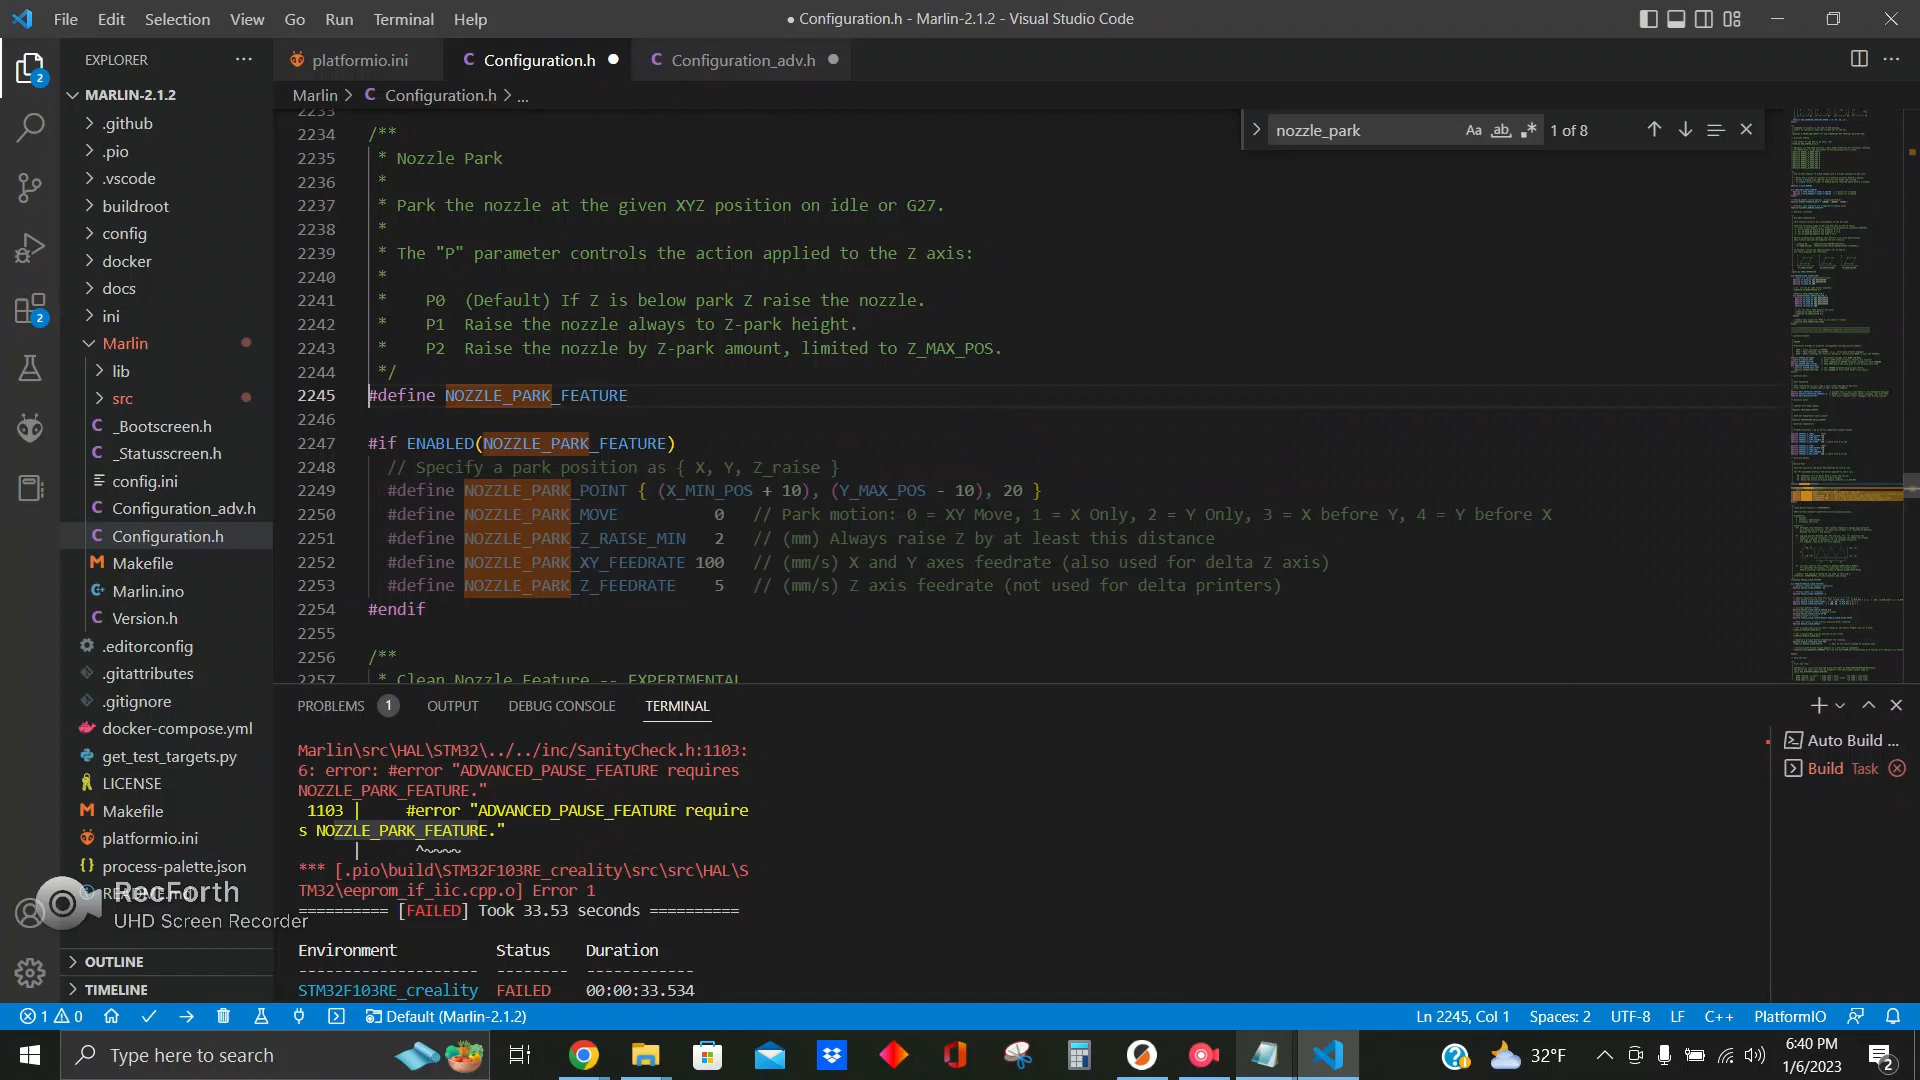 File Edit Selection View Go Run Terminal Help
● Configuration.h - Marlin-2.1.2 - Visual Studio Code
EXPLORER
MARLIN-2.1.2
.github
.pio
.vscode
buildroot
config
docker
docs
ini
Marlin
lib
src
_Bootscreen.h
_Statusscreen.h
config.ini
Configuration_adv.h
Configuration.h
Makefile
Marlin.ino
Version.h
.editorconfig
.gitattributes
.gitignore
docker-compose.yml
get_test_targets.py
LICENSE
Makefile
platformio.ini
process-palette.json
README.md
OUTLINE
TIMELINE
2
2
RecForth
UHD Screen Recorder
platformio.ini
Configuration.h
Configuration_adv.h
Marlin > Configuration.h > ...
nozzle_park Aa ab 1 of 8
2233
2234 /**
2235 * Nozzle Park
2236 *
2237 * Park the nozzle at the given XYZ position on idle or G27.
2238 *
2239 * The "P" parameter controls the action applied to the Z axis:
2240 *
2241 *    P0  (Default) If Z is below park Z raise the nozzle.
2242 *    P1  Raise the nozzle always to Z-park height.
2243 *    P2  Raise the nozzle by Z-park amount, limited to Z_MAX_POS.
2244 */
2245 #define NOZZLE_PARK_FEATURE
2246
2247 #if ENABLED(NOZZLE_PARK_FEATURE)
2248   // Specify a park position as { X, Y, Z_raise }
2249   #define NOZZLE_PARK_POINT { (X_MIN_POS + 10), (Y_MAX_POS - 10), 20 }
2250   #define NOZZLE_PARK_MOVE          0   // Park motion: 0 = XY Move, 1 = X Only, 2 = Y Only, 3 = X before Y, 4 = Y before X
2251   #define NOZZLE_PARK_Z_RAISE_MIN   2   // (mm) Always raise Z by at least this distance
2252   #define NOZZLE_PARK_XY_FEEDRATE 100   // (mm/s) X and Y axes feedrate (also used for delta Z axis)
2253   #define NOZZLE_PARK_Z_FEEDRATE    5   // (mm/s) Z axis feedrate (not used for delta printers)
2254 #endif
2255
2256 /**
2257 * Clean Nozzle Feature -- EXPERIMENTAL
PROBLEMS 1 OUTPUT DEBUG CONSOLE TERMINAL
Marlin\src\HAL\STM32\../../inc/SanityCheck.h:1103:
6: error: #error "ADVANCED_PAUSE_FEATURE requires
NOZZLE_PARK_FEATURE."
1103 |     #error "ADVANCED_PAUSE_FEATURE require
s NOZZLE_PARK_FEATURE."
|      ^~~~~
*** [.pio\build\STM32F103RE_creality\src\src\HAL\S
TM32\eeprom_if_iic.cpp.o] Error 1
========== [FAILED] Took 33.53 seconds ==========
Environment Status Duration
-------------------- -------- ------------
STM32F103RE_creality FAILED 00:00:33.534
Auto Build ...
Build Task
1 0 Default (Marlin-2.1.2)
Ln 2245, Col 1 Spaces: 2 UTF-8 LF C++ PlatformIO
Type here to search
32°F
6:40 PM
1/6/2023
2